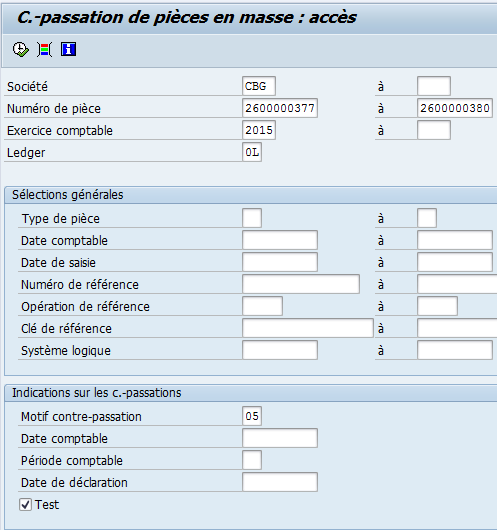 C.-passation de pièces en masse : accès
Société CBG à
Numéro de pièce 2600000377 à 2600000380
Exercice comptable 2015 à
Ledger 0L
Sélections générales
Type de pièce à
Date comptable à
Date de saisie à
Numéro de référence à
Opération de référence à
Clé de référence à
Système logique à
Indications sur les c.-passations
Motif contre-passation 05
Date comptable
Période comptable
Date de déclaration
Test